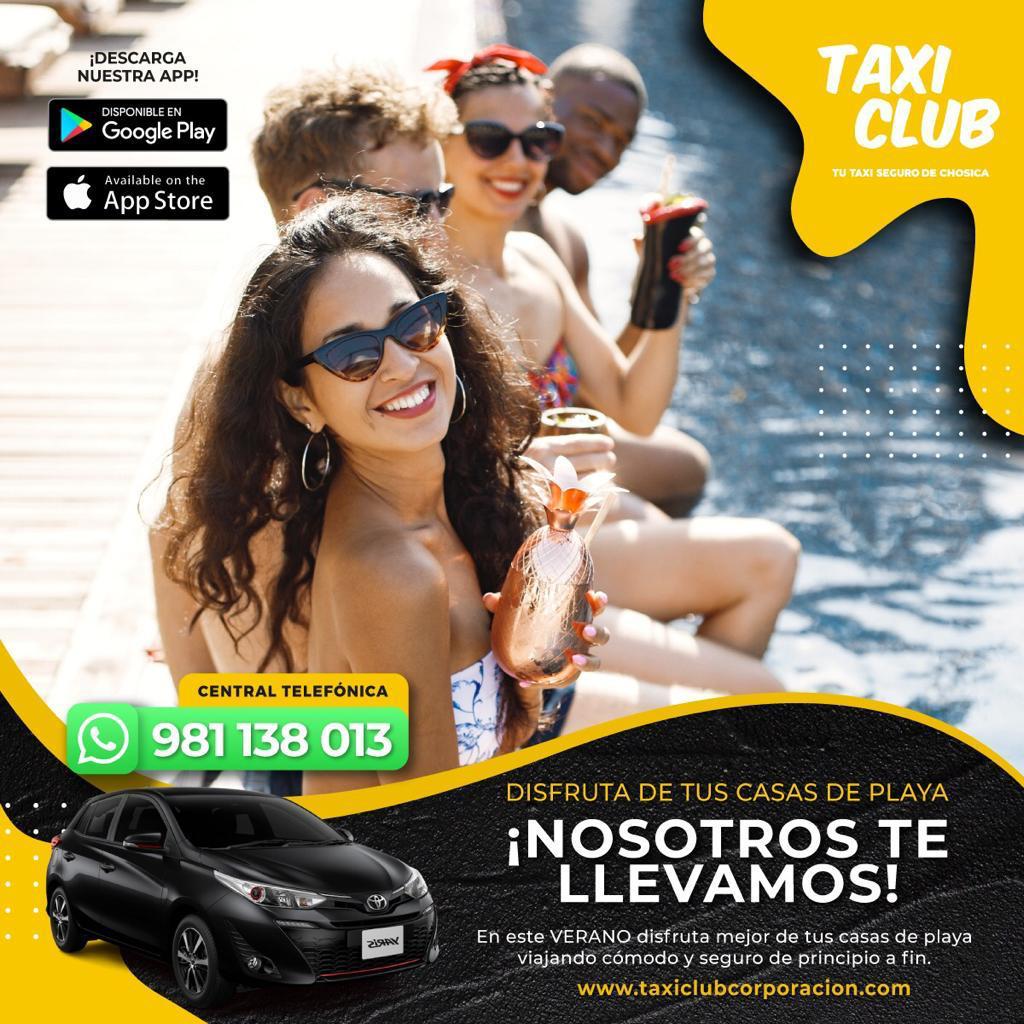 ¡DESCARGA
NUESTRA APP!
DISPONIBLE EN
Google Play
Available on the
App Store
TAXI
CLUB
TU TAXI SEGURO DE CHOSICA
CENTRAL TELEFÓNICA
981 138 013
YARiS
DISFRUTA DE TUS CASAS DE PLAYA
¡NOSOTROS TE
LLEVAMOS!
En este VERANO disfruta mejor de tus casas de playa
viajando cómodo y seguro de principio a fin.
www.taxiclubcorporacion.com